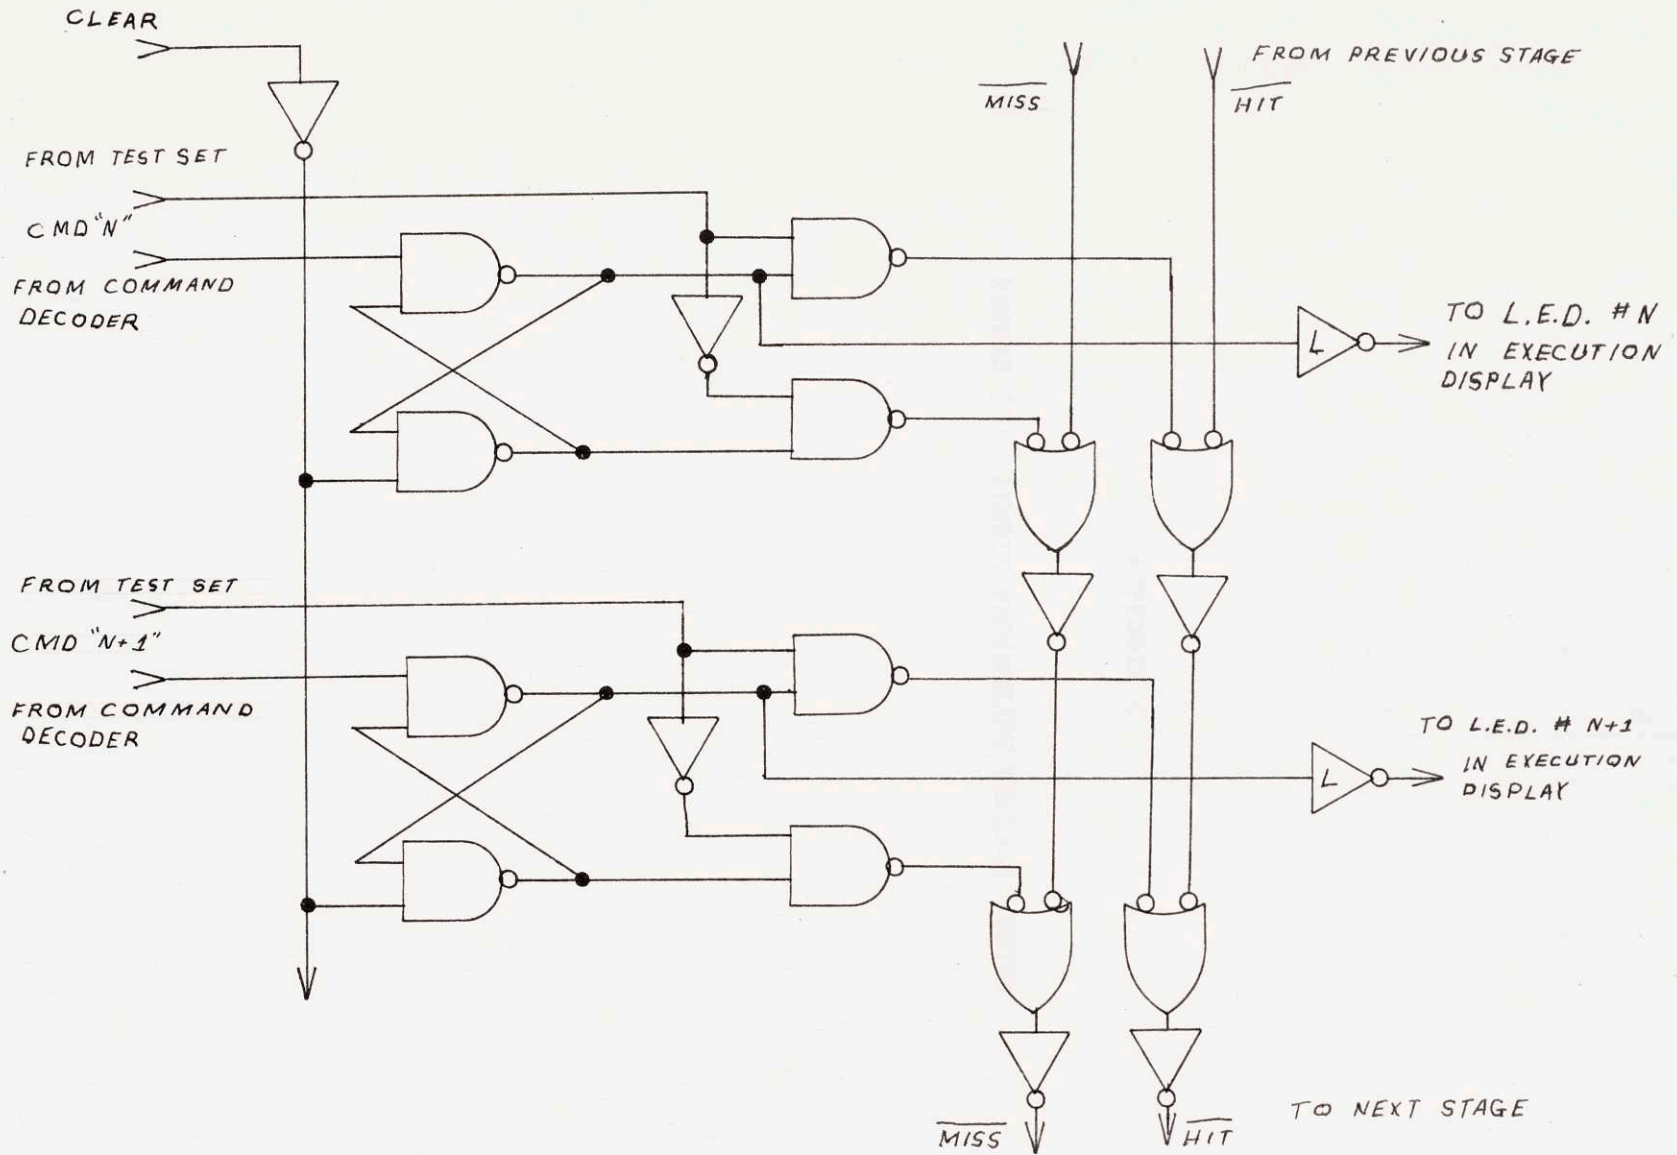 CLEAR
FROM PREVIOUS STAGE
MISS
HIT
FROM TEST SET
CMD "N"
FROM COMMAND
DECODER
TO L.E.D. # N
IN EXECUTION
DISPLAY
L
FROM TEST SET
CMD "N+1"
FROM COMMAND
DECODER
TO L.E.D. # N+1
IN EXECUTION
DISPLAY
L
TO NEXT STAGE
MISS
HIT